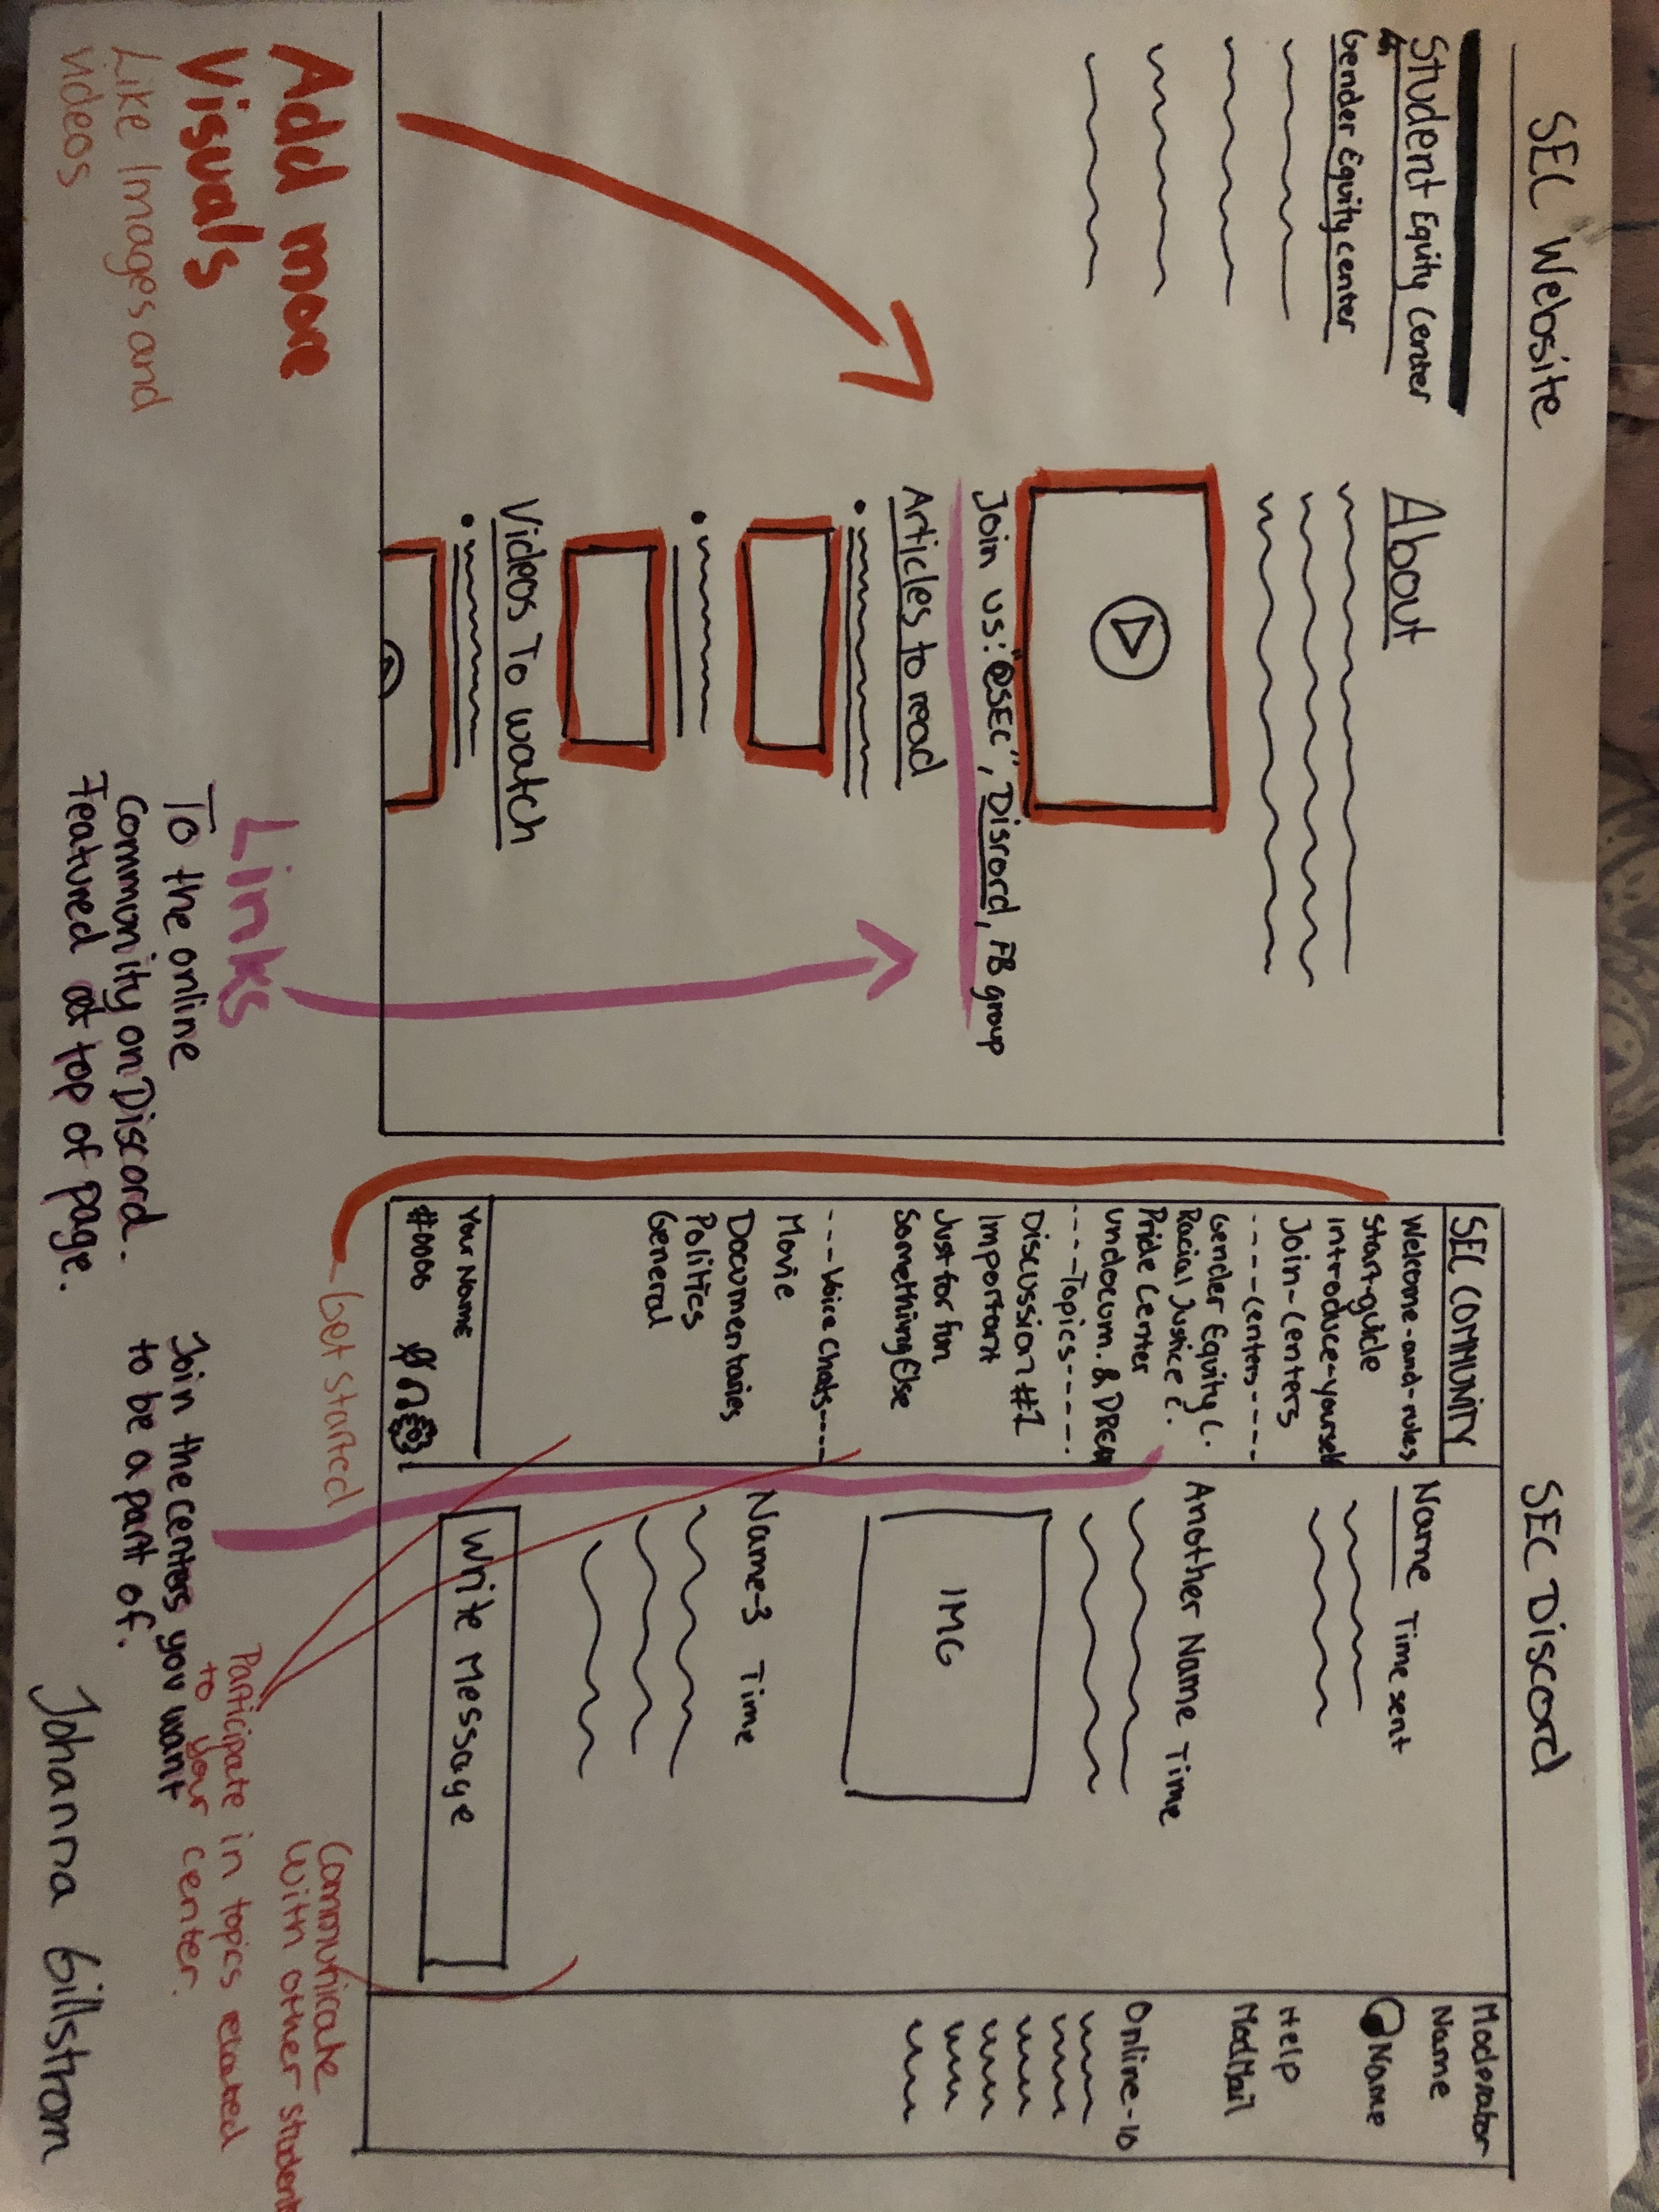 SEC Website
Student Equity Center
Gender Equity center
About
Join us: "@SEC", Discord, FB group
Articles to read
Videos To watch
Add more
Visuals
Like Images and
videos
Links
To the online
Community on Discord.
Featured at top of page.
SEC Discord
SEC COMMUNITY
Welcome-and-rules
Start-guide
introduce-yourself
Join-Centers
----Centers----
Gender Equity C.
Racial Justice C.
Pride Center
undocum. & DREAM
----Topics----
Discussion #1
Important
Just for fun
Something Else
---Voice Chats---
Movie
Documentaries
Politics
General
Your Name
#0000
Name Time sent
Another Name Time
IMG
Name-3 Time
Write Message
Moderator
Name
Name
Help
ModMail
Online-10
Get started
Join the centers you want
to be a part of.
Participate in topics related
to your center.
Communicate
with other students
Johanna Gillstrom